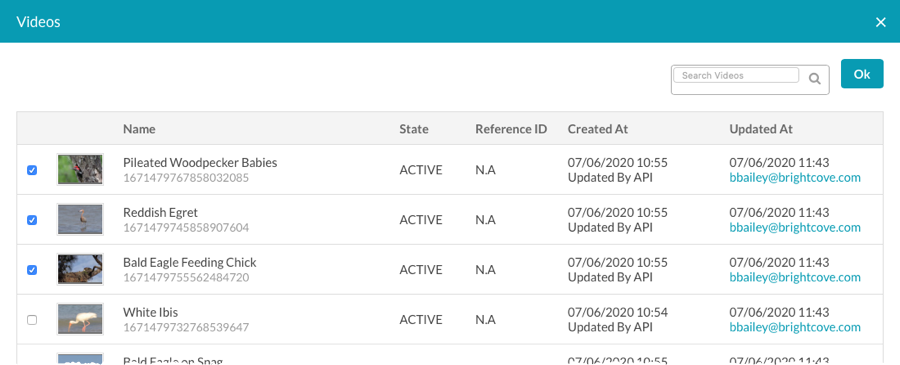 Videos
Search Videos
Ok
Name State Reference ID Created At Updated At
Pileated Woodpecker Babies ACTIVE N.A 07/06/2020 10:55 07/06/2020 11:43
1671479767858032085 Updated By API bbailey@brightcove.com
Reddish Egret ACTIVE N.A 07/06/2020 10:55 07/06/2020 11:43
1671479745858907604 Updated By API bbailey@brightcove.com
Bald Eagle Feeding Chick ACTIVE N.A 07/06/2020 10:55 07/06/2020 11:43
1671479755562484720 Updated By API bbailey@brightcove.com
White Ibis ACTIVE N.A 07/06/2020 10:54 07/06/2020 11:43
1671479732768539647 Updated By API bbailey@brightcove.com
Bald Eagle on Snag 07/06/2020 10:55 07/06/2020 11:43